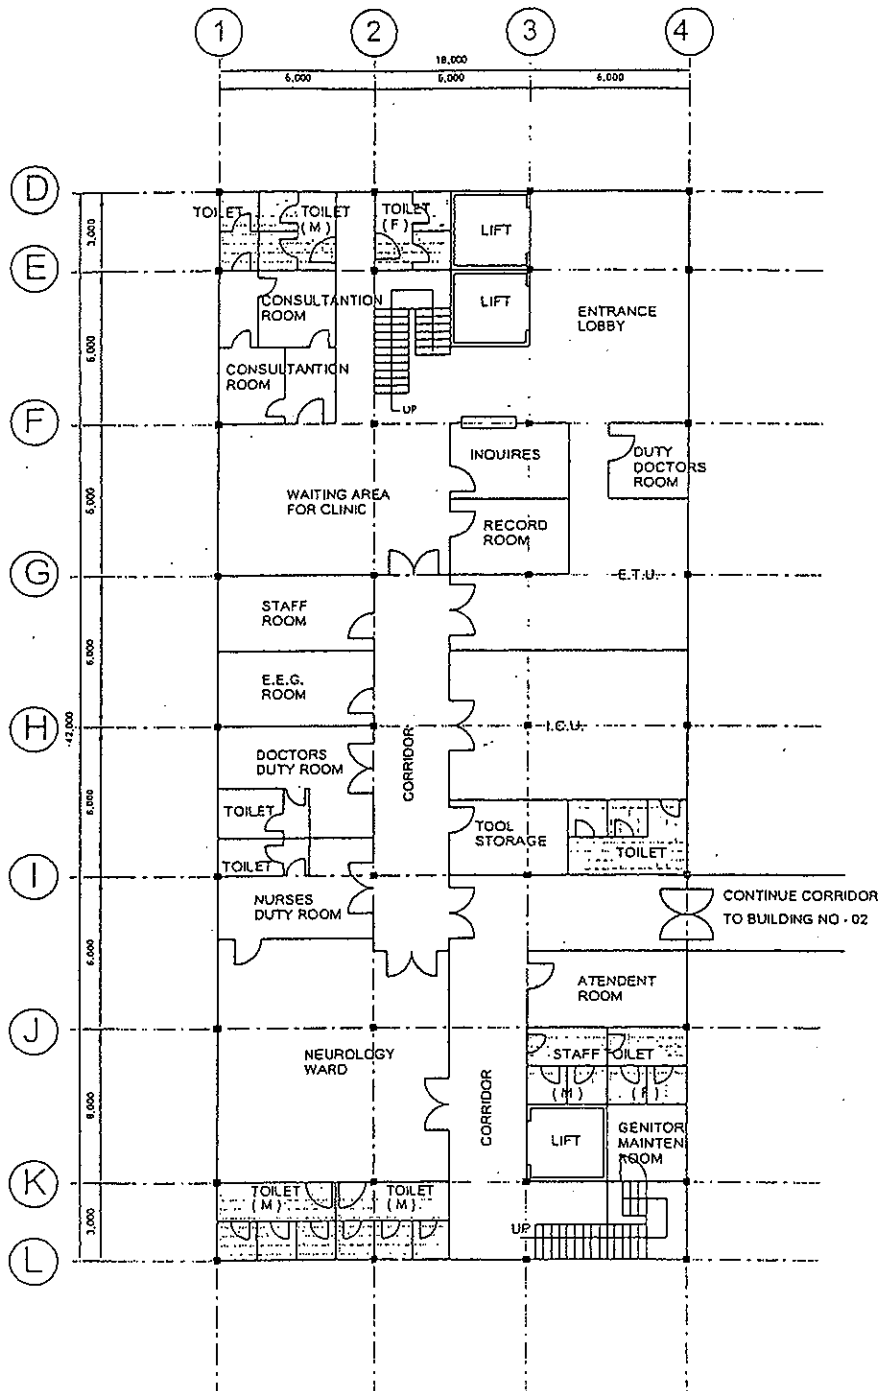 1
2
3
4
18,000
6,000
6,000
6,000
D
TOILET
TOILET
(M)
TOILET
(F)
LIFT
3,000
E
CONSULTANTION
ROOM
LIFT
ENTRANCE
LOBBY
6,000
CONSULTANTION
ROOM
UP
F
INQUIRES
DUTY
DOCTORS
ROOM
WAITING AREA
FOR CLINIC
6,000
RECORD
ROOM
G
E.T.U.
STAFF
ROOM
6,000
E.E.G.
ROOM
H
42,000
I.C.U.
CORRIDOR
DOCTORS
DUTY ROOM
TOILET
6,000
TOOL
STORAGE
TOILET
TOILET
I
NURSES
DUTY ROOM
CONTINUE CORRIDOR
TO BUILDING NO - 02
6,000
ATENDENT
ROOM
J
NEUROLOGY
WARD
STAFF TOILET
(M)
(F)
CORRIDOR
LIFT
GENITOR
MAINTEN
ROOM
K
TOILET
(M)
TOILET
(M)
3,000
UP
L